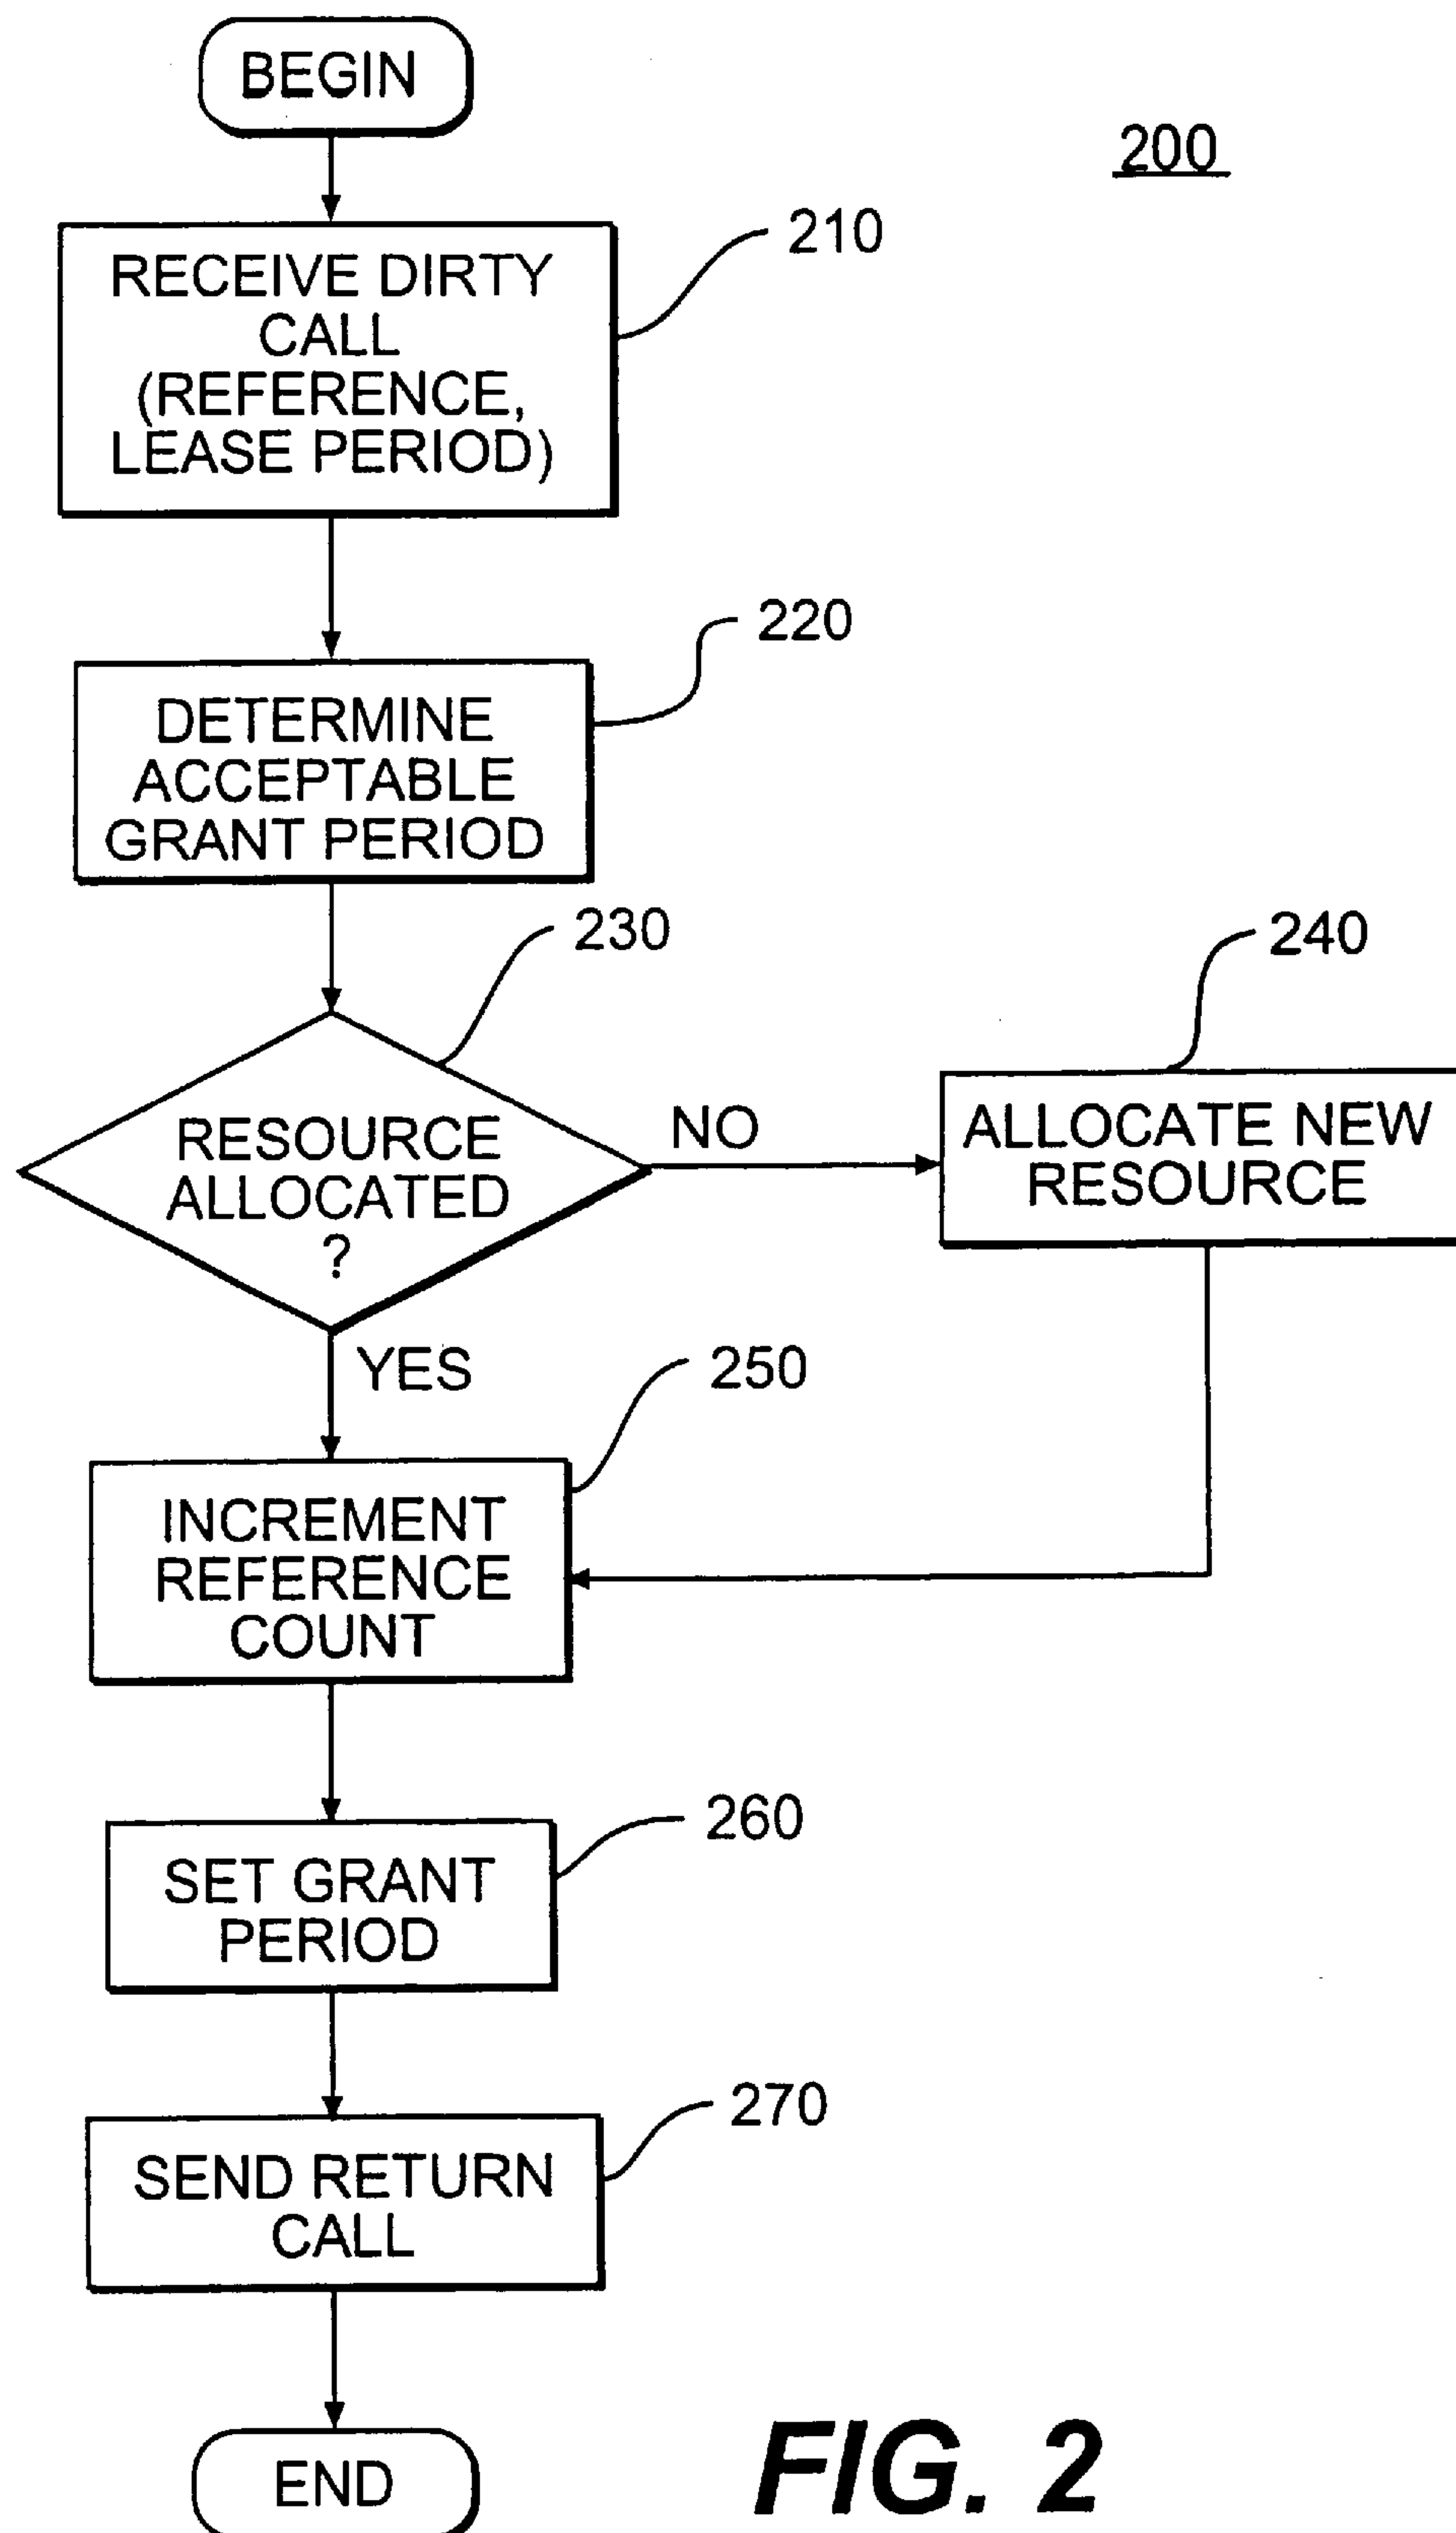 BEGIN
200
210
RECEIVE DIRTY
CALL
(REFERENCE,
LEASE PERIOD)
220
DETERMINE
ACCEPTABLE
GRANT PERIOD
230
240
RESOURCE
ALLOCATED
?
NO
ALLOCATE NEW
RESOURCE
YES
250
INCREMENT
REFERENCE
COUNT
260
SET GRANT
PERIOD
270
SEND RETURN
CALL
END
FIG. 2